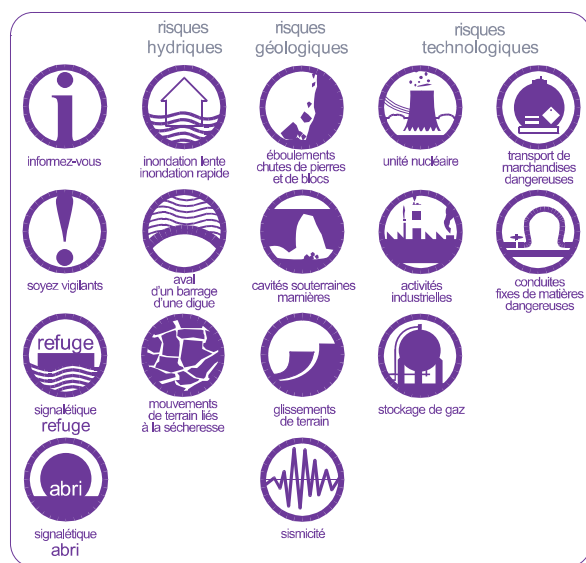 risques
hydriques
risques
géologiques
risques
technologiques
informez-vous
inondation lente
inondation rapide
éboulements
chutes de pierres
et de blocs
unité nucléaire
transport de
marchandises
dangereuses
soyez vigilants
aval
d'un barrage
d'une digue
cavités souterraines
marnières
activités
industrielles
conduites
fixes de matières
dangereuses
refuge
signalétique
refuge
mouvements
de terrain liés
à la sécheresse
glissements
de terrain
stockage de gaz
abri
signalétique
abri
sismicité